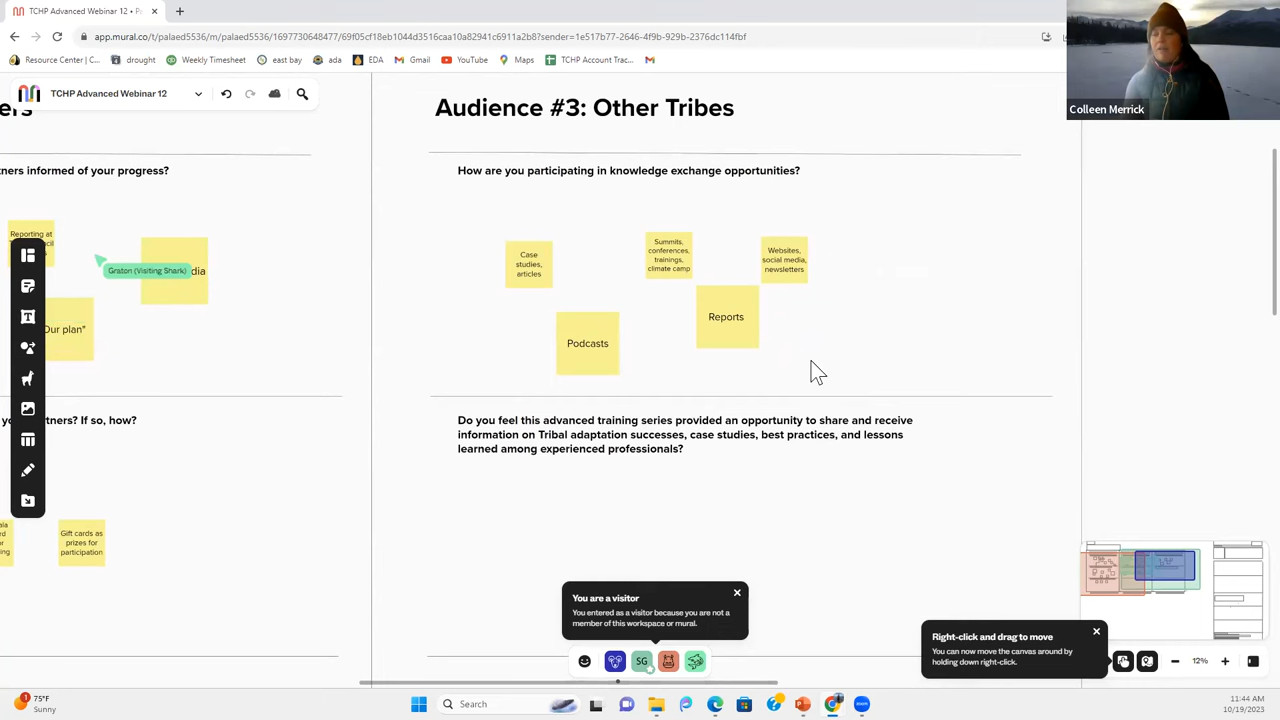 TCHP Advanced Webinar 12 • P
app.mural.co/t/palaed5536/m/palaed5536/1697730648477/69f05cf18eb1044d3516caa10a82941c6911a2b8?sender=1e517b77-2646-4f9b-929b-2376dc114fbf
Resource Center | C...
drought
Weekly Timesheet
east bay
ada
EDA
Gmail
YouTube
Maps
TCHP Account Trac...
TCHP Advanced Webinar 12
Colleen Merrick
ers
Audience #3: Other Tribes
tners informed of your progress?
How are you participating in knowledge exchange opportunities?
Reporting at
Graton (Visiting Shark)
dia
Our plan"
Case
studies,
articles
Summits,
conferences,
trainings,
climate camp
Websites,
social media,
newsletters
Reports
Podcasts
yo
rtners? If so, how?
Do you feel this advanced training series provided an opportunity to share and receive
information on Tribal adaptation successes, case studies, best practices, and lessons
learned among experienced professionals?
Gift cards as
prizes for
participation
You are a visitor
You entered as a visitor because you are not a
member of this workspace or mural.
SG
Right-click and drag to move
You can now move the canvas around by
holding down right-click.
12%
1
75°F
Sunny
Search
11:44 AM
10/19/2023